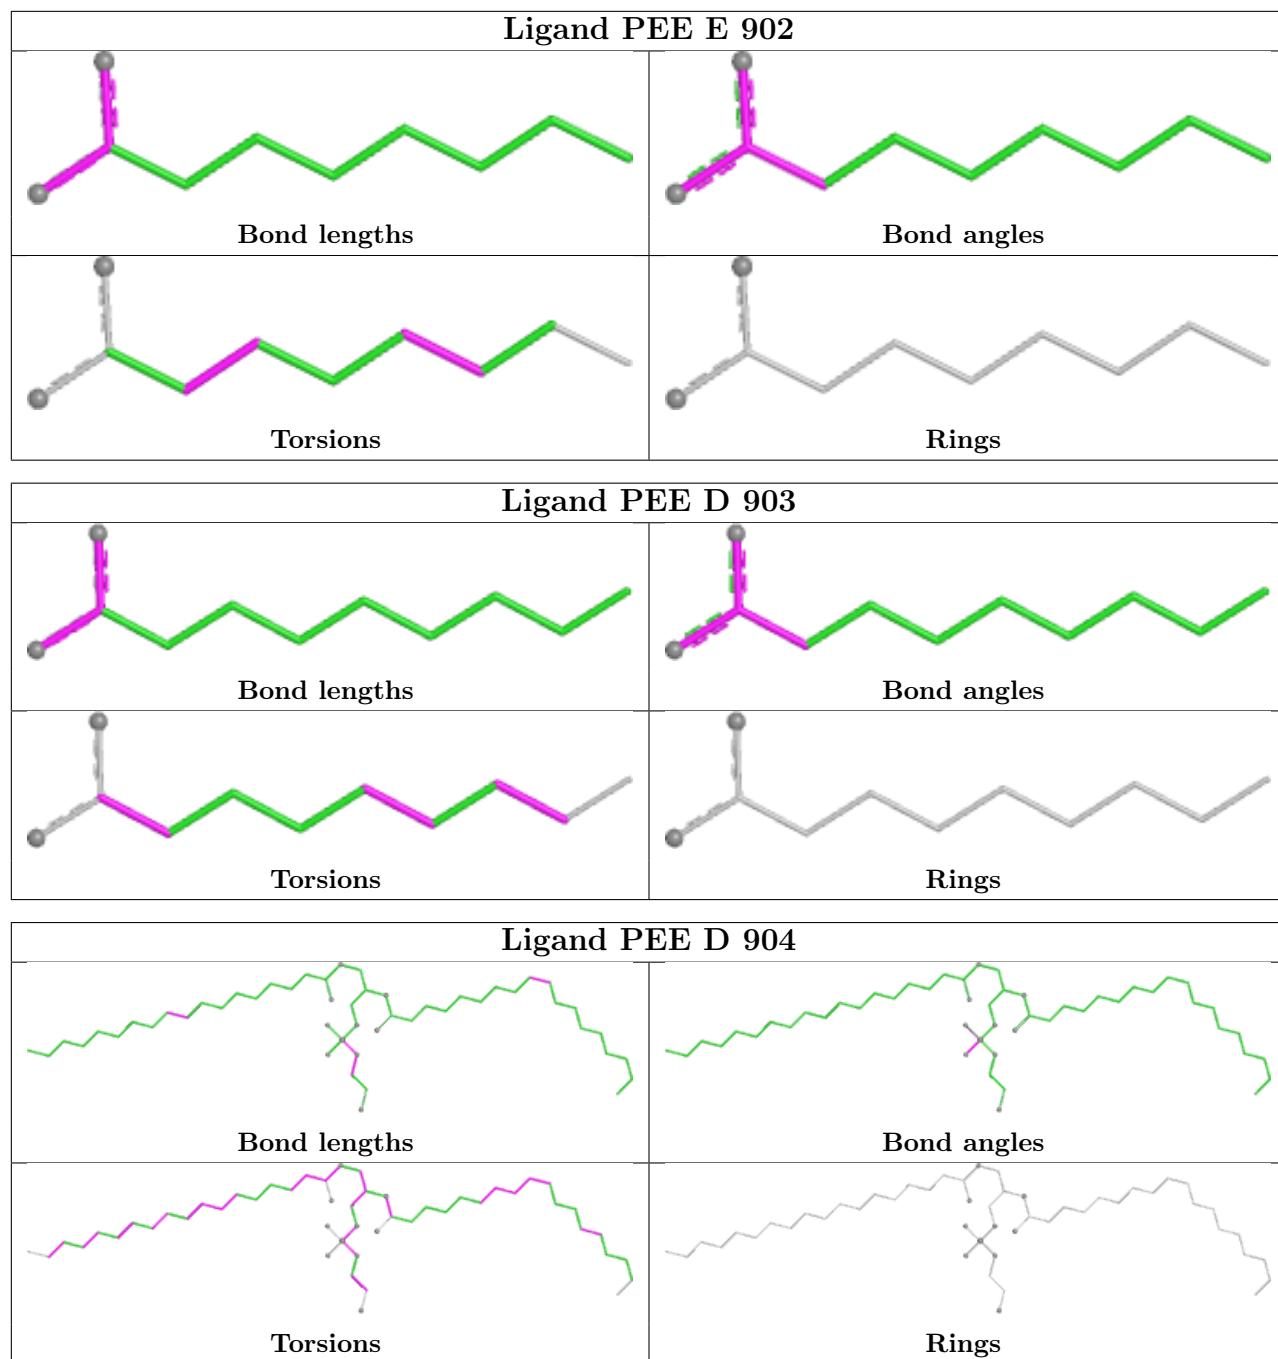 Ligand PEE E 902
Bond lengths
Bond angles
Torsions
Rings
Ligand PEE D 903
Bond lengths
Bond angles
Torsions
Rings
Ligand PEE D 904
Bond lengths
Bond angles
Torsions
Rings